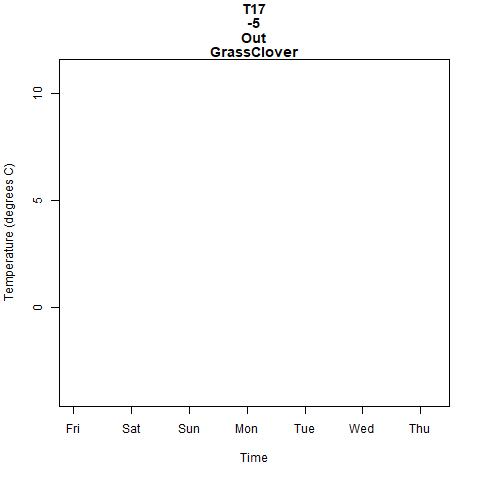 T17
-5
Out
GrassClover
Temperature (degrees C)
10
5
0
Fri Sat Sun Mon Tue Wed Thu
Time